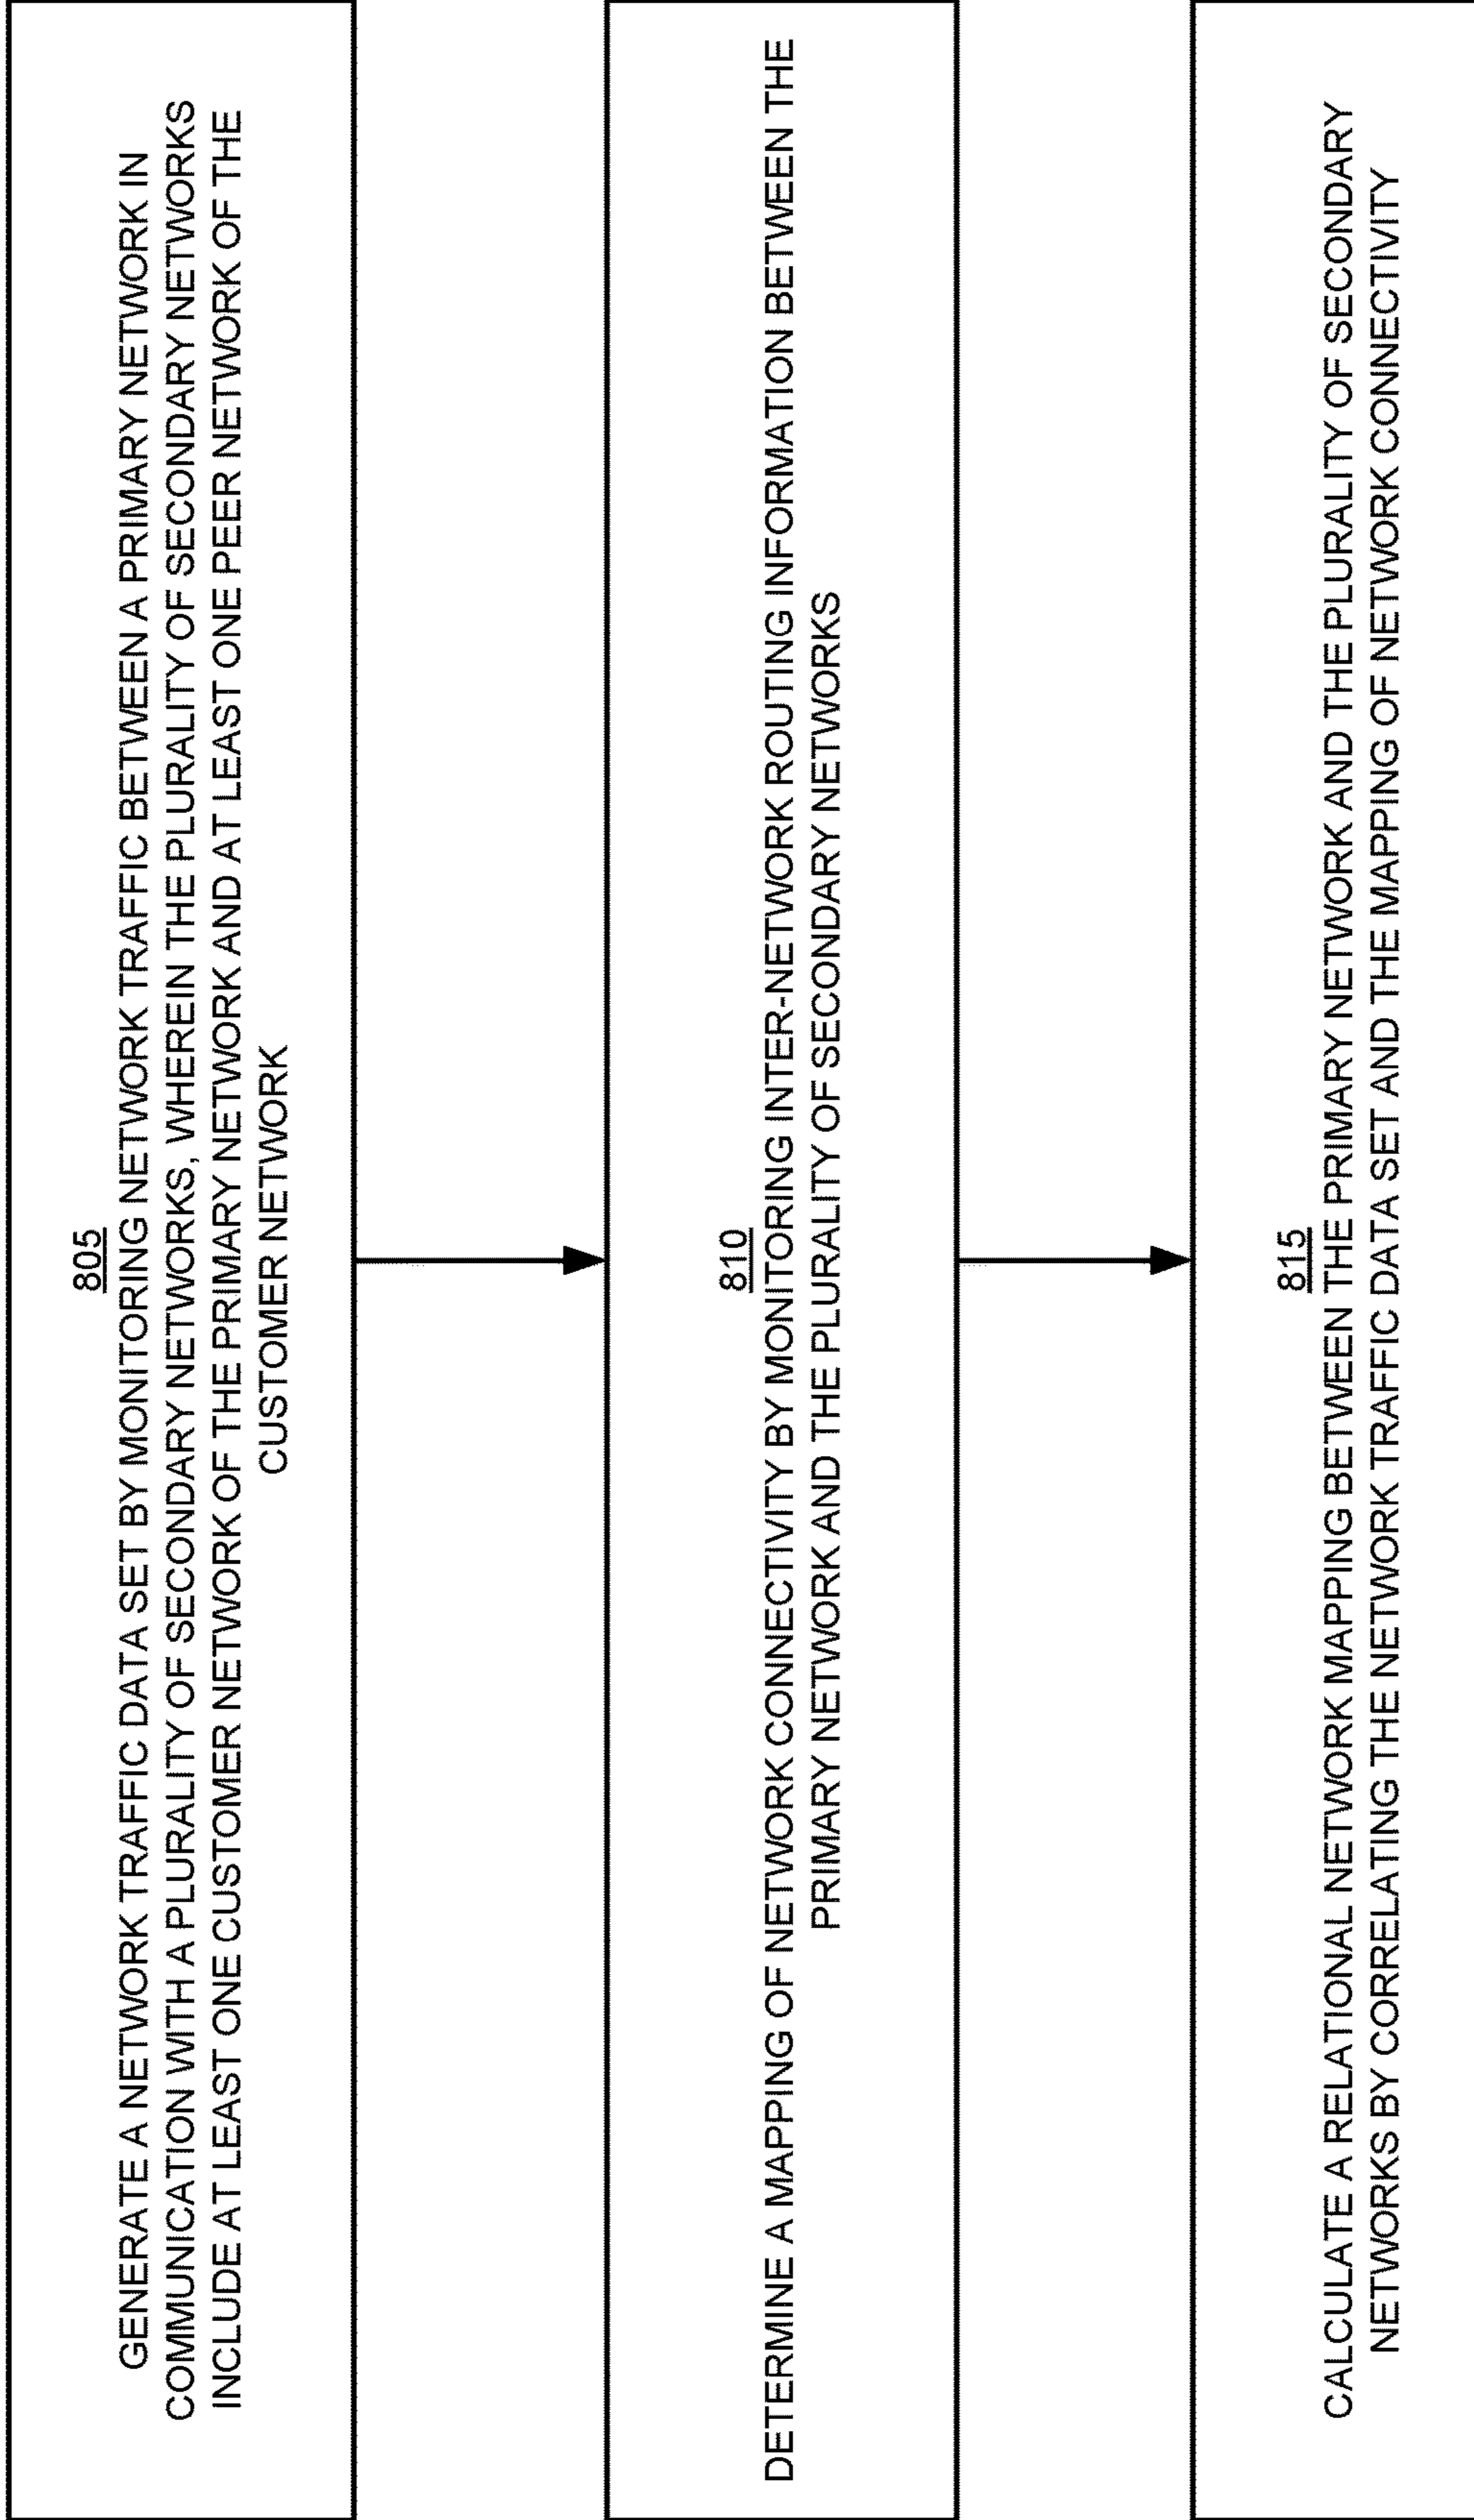 805
GENERATE A NETWORK TRAFFIC DATA SET BY MONITORING NETWORK TRAFFIC BETWEEN A PRIMARY NETWORK IN
COMMUNICATION WITH A PLURALITY OF SECONDARY NETWORKS, WHEREIN THE PLURALITY OF SECONDARY NETWORKS
INCLUDE AT LEAST ONE CUSTOMER NETWORK OF THE PRIMARY NETWORK AND AT LEAST ONE PEER NETWORK OF THE
CUSTOMER NETWORK
810
DETERMINE A MAPPING OF NETWORK CONNECTIVITY BY MONITORING INTER-NETWORK ROUTING INFORMATION BETWEEN THE
PRIMARY NETWORK AND THE PLURALITY OF SECONDARY NETWORKS
815
CALCULATE A RELATIONAL NETWORK MAPPING BETWEEN THE PRIMARY NETWORK AND THE PLURALITY OF SECONDARY
NETWORKS BY CORRELATING THE NETWORK TRAFFIC DATA SET AND THE MAPPING OF NETWORK CONNECTIVITY